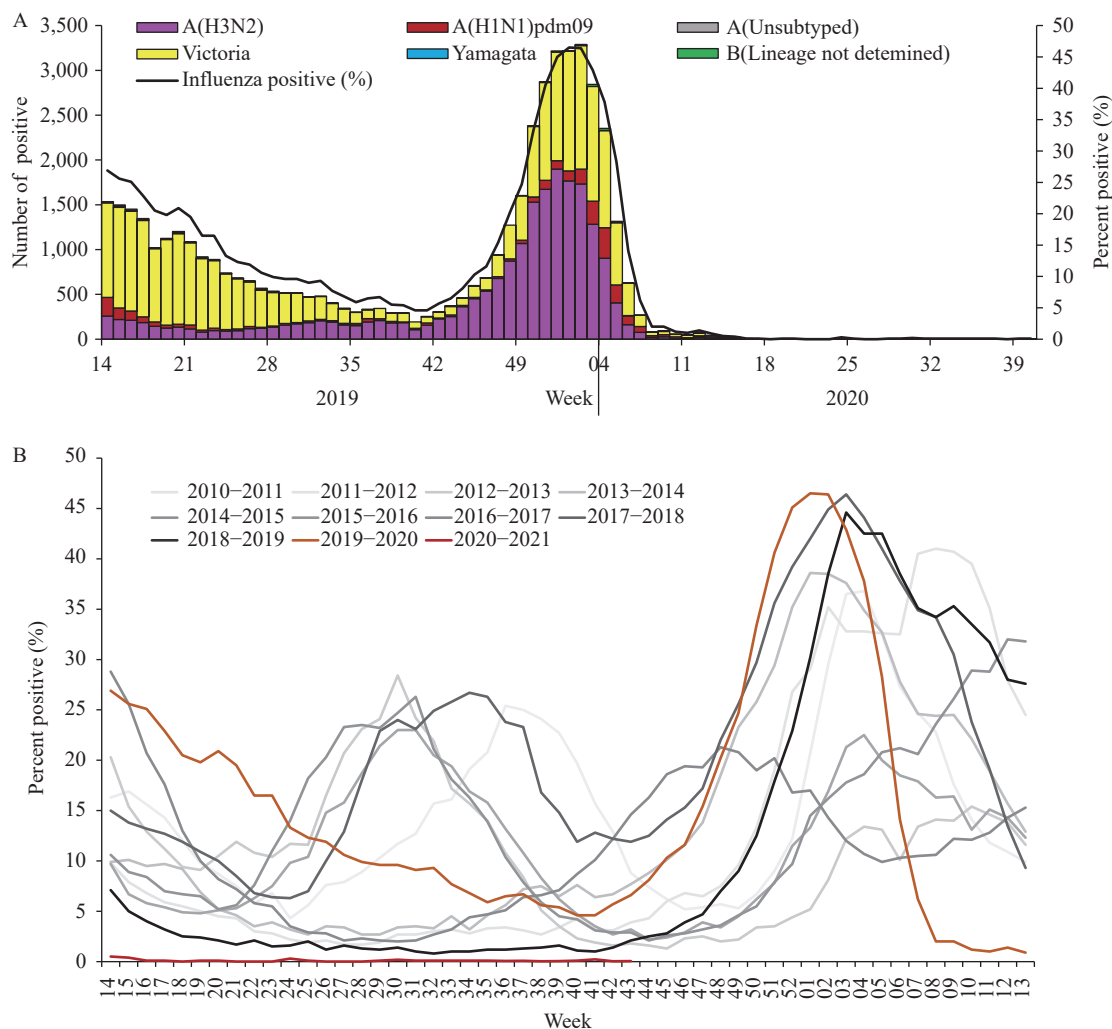 A
3,500
3,000
2,500
2,000
1,500
1,000
500
0
Number of positive
A(H3N2)
A(H1N1)pdm09
A(Unsubtyped)
Victoria
Yamagata
B(Lineage not detemined)
Influenza positive (%)
50
45
40
35
30
25
20
15
10
5
0
Percent positive (%)
14 21 28 35 42 49 04 11 18 25 32 39
2019 Week 2020
B
50
45
40
35
30
25
20
15
10
5
0
Percent positive (%)
2010−2011 2011−2012 2012−2013 2013−2014
2014−2015 2015−2016 2016−2017 2017−2018
2018−2019 2019−2020 2020−2021
14 15 16 17 18 19 20 21 22 23 24 25 26 27 28 29 30 31 32 33 34 35 36 37 38 39 40 41 42 43 44 45 46 47 48 49 50 51 52 01 02 03 04 05 06 07 08 09 10 11 12 13
Week